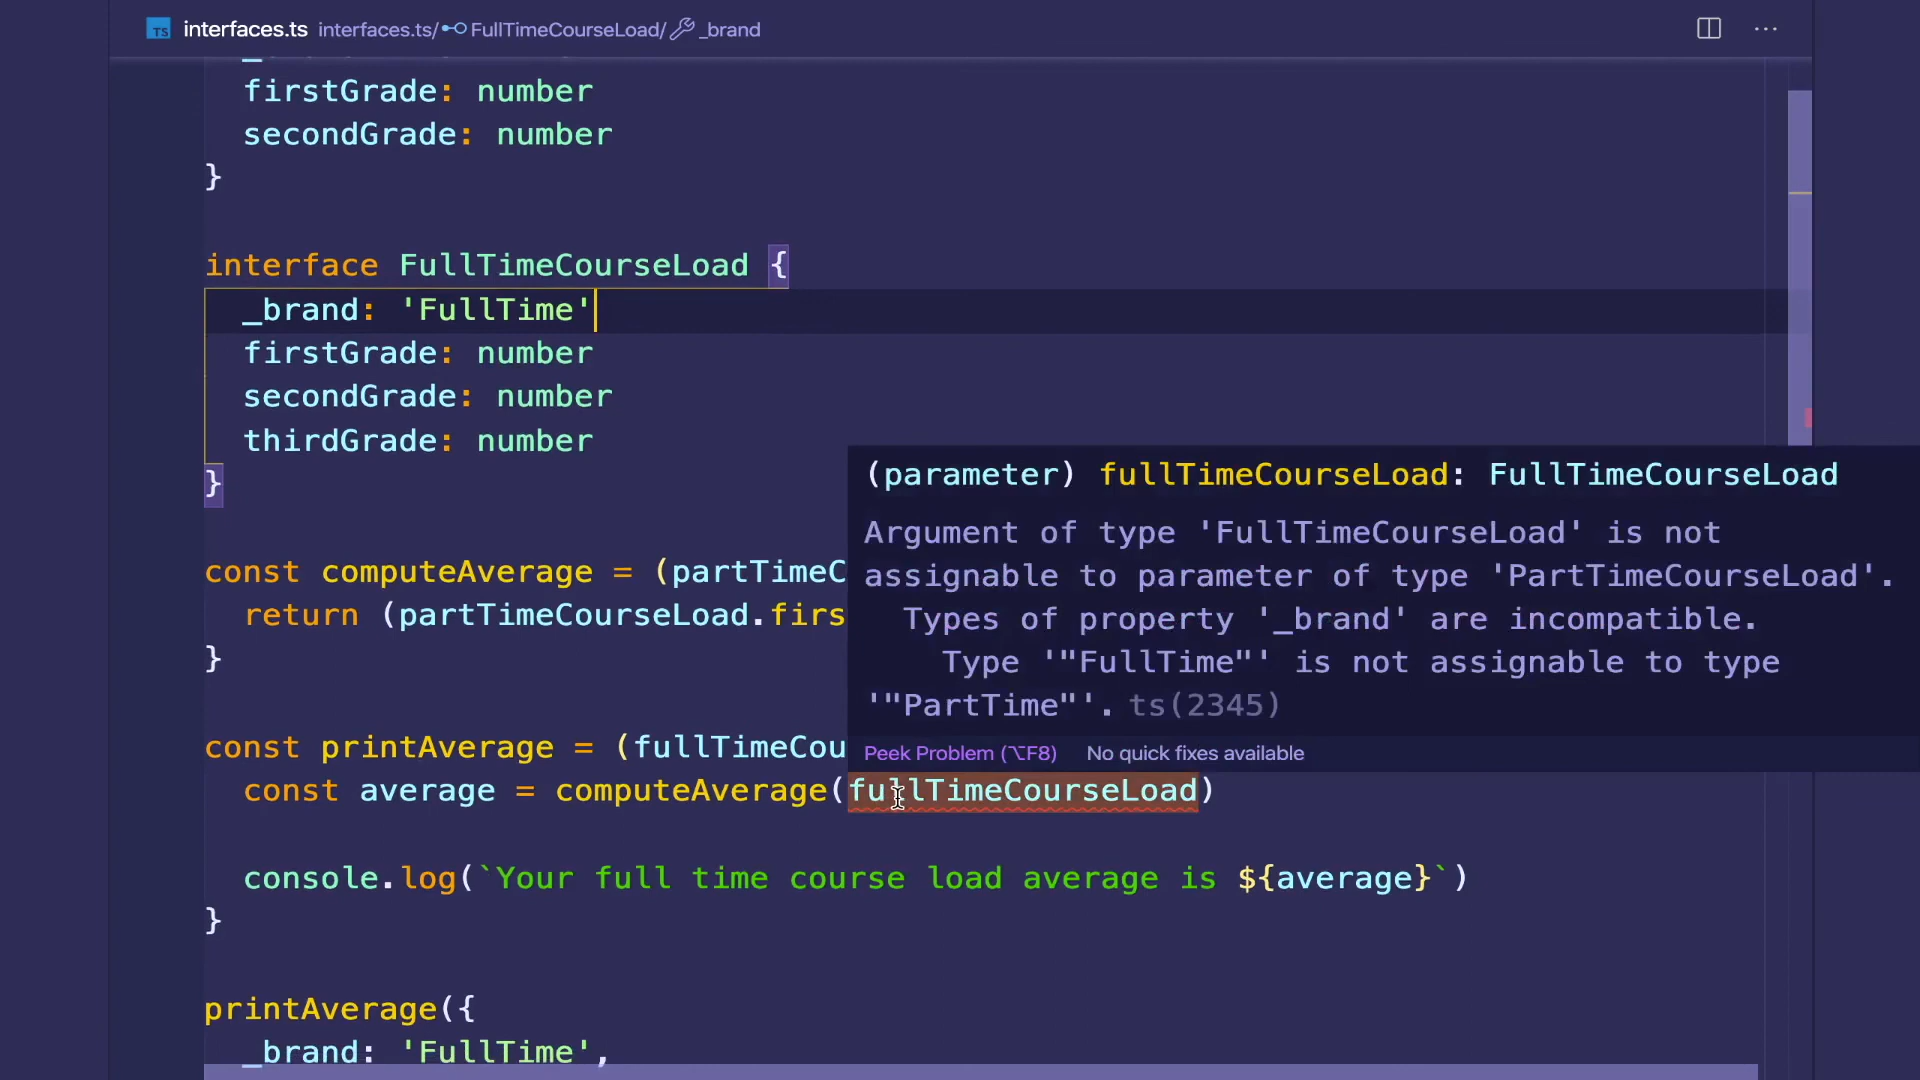 TS interfaces.ts interfaces.ts/ FullTimeCourseLoad/ _brand
firstGrade: number
secondGrade: number
}
interface FullTimeCourseLoad {
_brand: 'FullTime'
firstGrade: number
secondGrade: number
thirdGrade: number
}
(parameter) fullTimeCourseLoad: FullTimeCourseLoad
Argument of type 'FullTimeCourseLoad' is not
assignable to parameter of type 'PartTimeCourseLoad'.
Types of property '_brand' are incompatible.
Type '"FullTime"' is not assignable to type
'"PartTime"'. ts(2345)
Peek Problem (⌥F8) No quick fixes available
const computeAverage = (partTimeC
return (partTimeCourseLoad.firs
}
const printAverage = (fullTimeCou
const average = computeAverage(fullTimeCourseLoad)
console.log(`Your full time course load average is ${average}`)
}
printAverage({
_brand: 'FullTime',